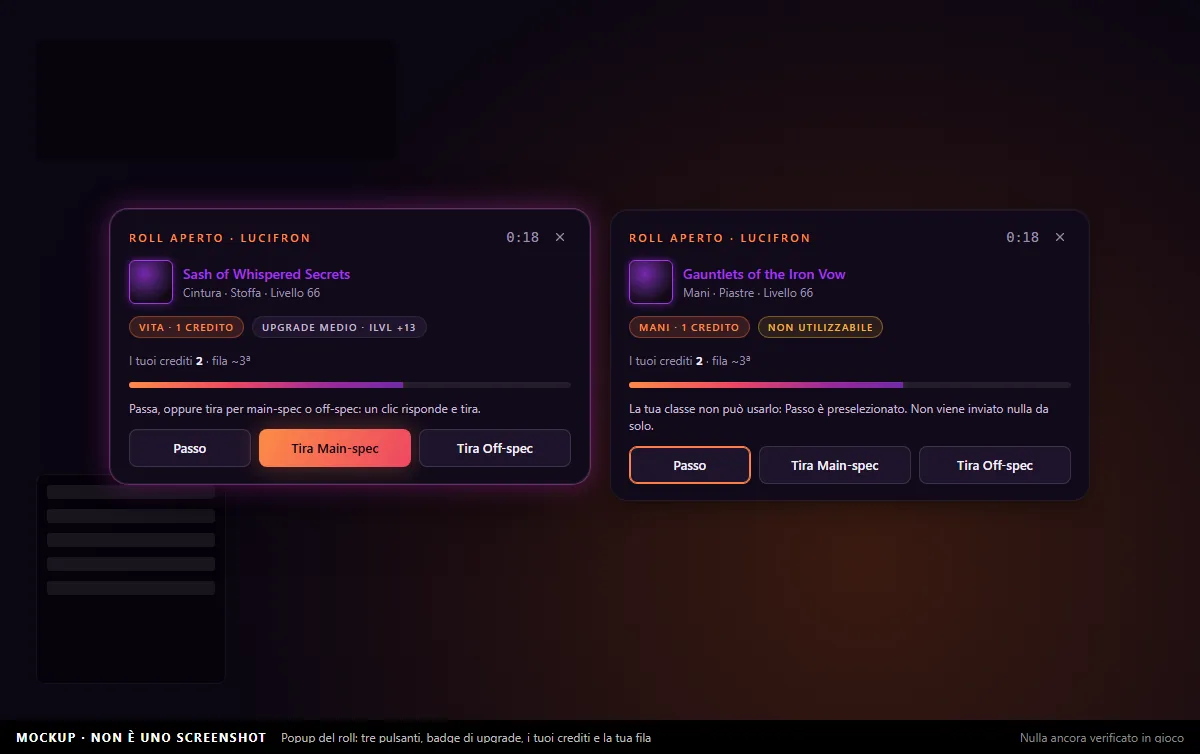 ROLL APERTO · LUCIFRON 0:18 ×
Sash of Whispered Secrets
Cintura · Stoffa · Livello 66
VITA · 1 CREDITO UPGRADE MEDIO · ILVL +13
I tuoi crediti 2 · fila ~3ª
Passa, oppure tira per main-spec o off-spec: un clic risponde e tira.
Passo Tira Main-spec Tira Off-spec
ROLL APERTO · LUCIFRON 0:18 ×
Gauntlets of the Iron Vow
Mani · Piastre · Livello 66
MANI · 1 CREDITO NON UTILIZZABILE
I tuoi crediti 2 · fila ~3ª
La tua classe non può usarlo: Passo è preselezionato. Non viene inviato nulla da
solo.
Passo Tira Main-spec Tira Off-spec
MOCKUP · NON È UNO SCREENSHOT Popup del roll: tre pulsanti, badge di upgrade, i tuoi crediti e la tua fila Nulla ancora verificato in gioco